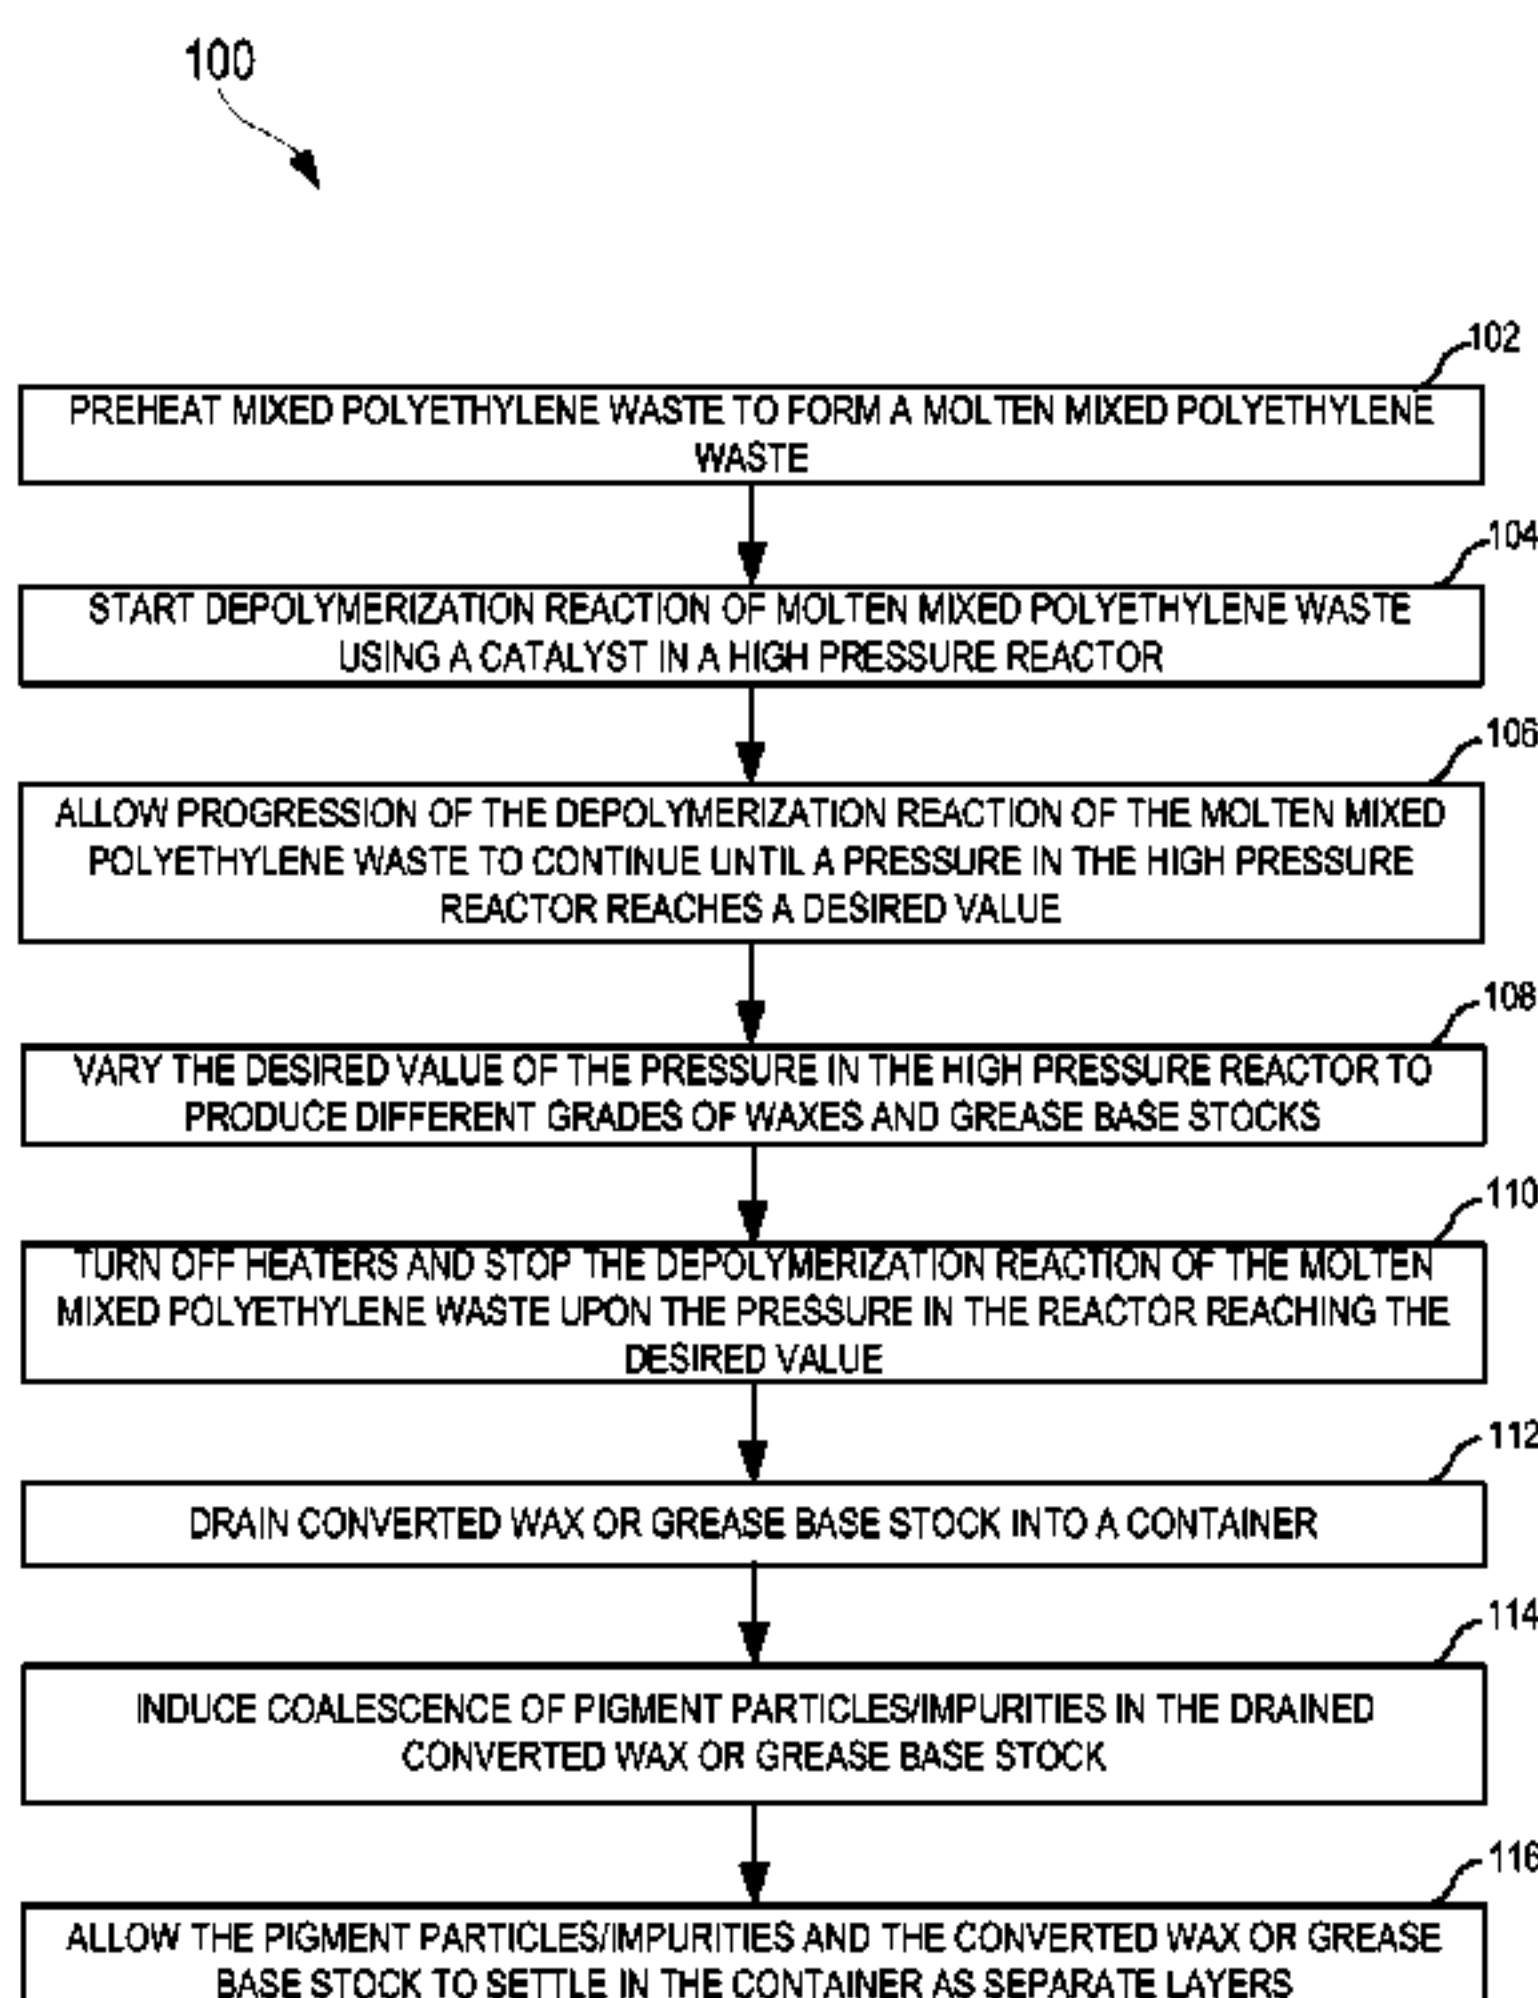 100
102
PREHEAT MIXED POLYETHYLENE WASTE TO FORM A MOLTEN MIXED POLYETHYLENE
WASTE
104
START DEPOLYMERIZATION REACTION OF MOLTEN MIXED POLYETHYLENE WASTE
USING A CATALYST IN A HIGH PRESSURE REACTOR
106
ALLOW PROGRESSION OF THE DEPOLYMERIZATION REACTION OF THE MOLTEN MIXED
POLYETHYLENE WASTE TO CONTINUE UNTIL A PRESSURE IN THE HIGH PRESSURE
REACTOR REACHES A DESIRED VALUE
108
VARY THE DESIRED VALUE OF THE PRESSURE IN THE HIGH PRESSURE REACTOR TO
PRODUCE DIFFERENT GRADES OF WAXES AND GREASE BASE STOCKS
110
TURN OFF HEATERS AND STOP THE DEPOLYMERIZATION REACTION OF THE MOLTEN
MIXED POLYETHYLENE WASTE UPON THE PRESSURE IN THE REACTOR REACHING THE
DESIRED VALUE
112
DRAIN CONVERTED WAX OR GREASE BASE STOCK INTO A CONTAINER
114
INDUCE COALESCENCE OF PIGMENT PARTICLES/IMPURITIES IN THE DRAINED
CONVERTED WAX OR GREASE BASE STOCK
116
ALLOW THE PIGMENT PARTICLES/IMPURITIES AND THE CONVERTED WAX OR GREASE
BASE STOCK TO SETTLE IN THE CONTAINER AS SEPARATE LAYERS